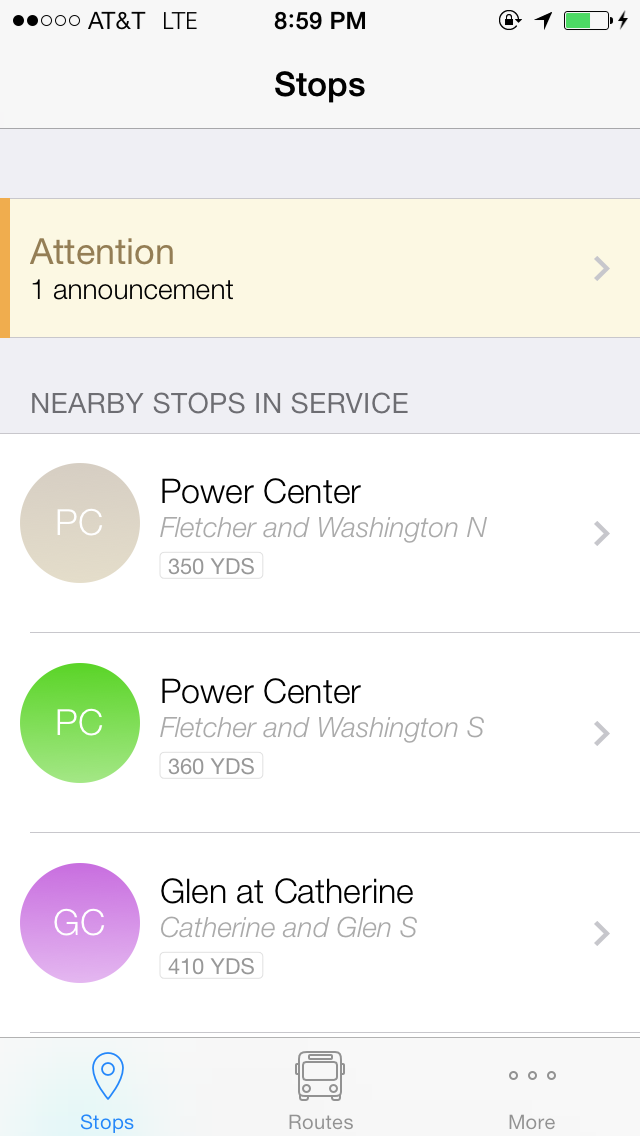 AT&T LTE 8:59 PM
Stops
Attention
1 announcement
NEARBY STOPS IN SERVICE
PC
Power Center
Fletcher and Washington N
350 YDS
PC
Power Center
Fletcher and Washington S
360 YDS
GC
Glen at Catherine
Catherine and Glen S
410 YDS
Stops Routes More